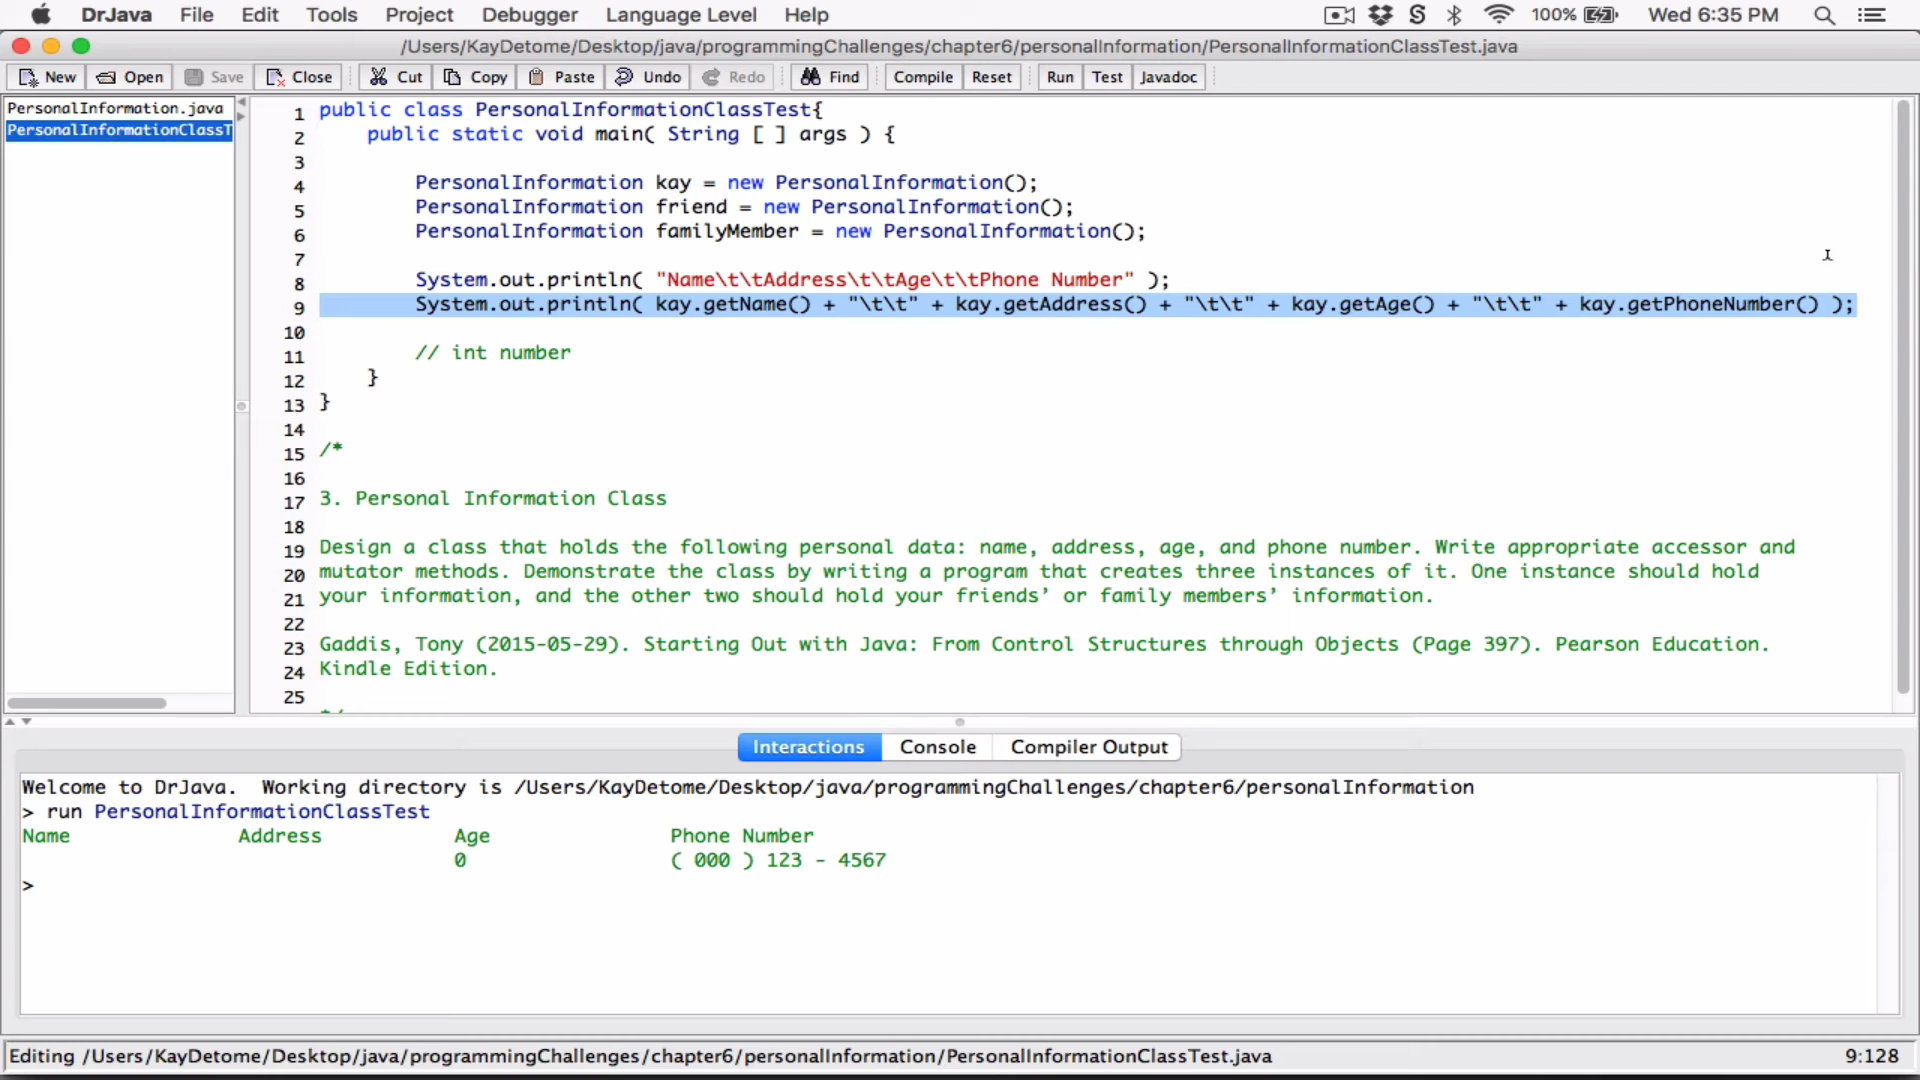 DrJava File Edit Tools Project Debugger Language Level Help 100% Wed 6:35 PM
/Users/KayDetome/Desktop/java/programmingChallenges/chapter6/personalInformation/PersonalInformationClassTest.java
New Open Save Close Cut Copy Paste Undo Redo Find Compile Reset Run Test Javadoc
PersonalInformation.java
PersonalInformationClassT
1 public class PersonalInformationClassTest{
2 public static void main( String [ ] args ) {
3
4 PersonalInformation kay = new PersonalInformation();
5 PersonalInformation friend = new PersonalInformation();
6 PersonalInformation familyMember = new PersonalInformation();
7
8 System.out.println( "Name\t\tAddress\t\tAge\t\tPhone Number" );
9 System.out.println( kay.getName() + "\t\t" + kay.getAddress() + "\t\t" + kay.getAge() + "\t\t" + kay.getPhoneNumber() );
10
11 // int number
12 }
13 }
14
15 /*
16
17 3. Personal Information Class
18
19 Design a class that holds the following personal data: name, address, age, and phone number. Write appropriate accessor and
20 mutator methods. Demonstrate the class by writing a program that creates three instances of it. One instance should hold
21 your information, and the other two should hold your friends’ or family members’ information.
22
23 Gaddis, Tony (2015-05-29). Starting Out with Java: From Control Structures through Objects (Page 397). Pearson Education.
24 Kindle Edition.
25
Interactions Console Compiler Output
Welcome to DrJava. Working directory is /Users/KayDetome/Desktop/java/programmingChallenges/chapter6/personalInformation
> run PersonalInformationClassTest
Name Address Age Phone Number
0 ( 000 ) 123 - 4567
>
Editing /Users/KayDetome/Desktop/java/programmingChallenges/chapter6/personalInformation/PersonalInformationClassTest.java 9:128